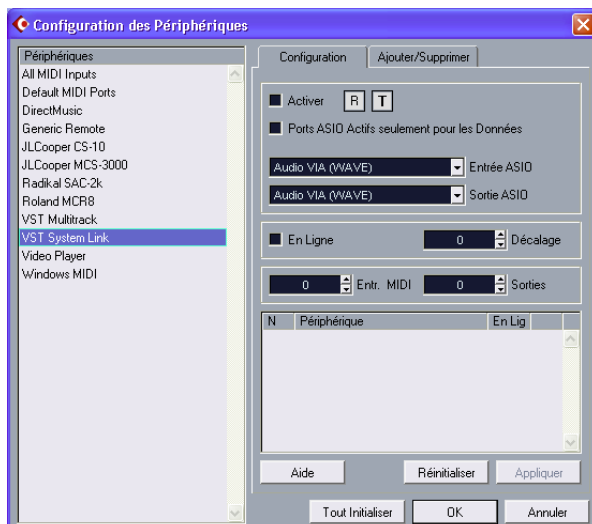 Configuration des Périphériques
Périphériques
All MIDI Inputs
Default MIDI Ports
DirectMusic
Generic Remote
JLCooper CS-10
JLCooper MCS-3000
Radikal SAC-2k
Roland MCR8
VST Multitrack
VST System Link
Video Player
Windows MIDI
Configuration Ajouter/Supprimer
Activer R T
Ports ASIO Actifs seulement pour les Données
Audio VIA (WAVE) Entrée ASIO
Audio VIA (WAVE) Sortie ASIO
En Ligne 0 Décalage
0 Entr. MIDI 0 Sorties
N Périphérique En Lig
Aide Réinitialiser Appliquer
Tout Initialiser OK Annuler